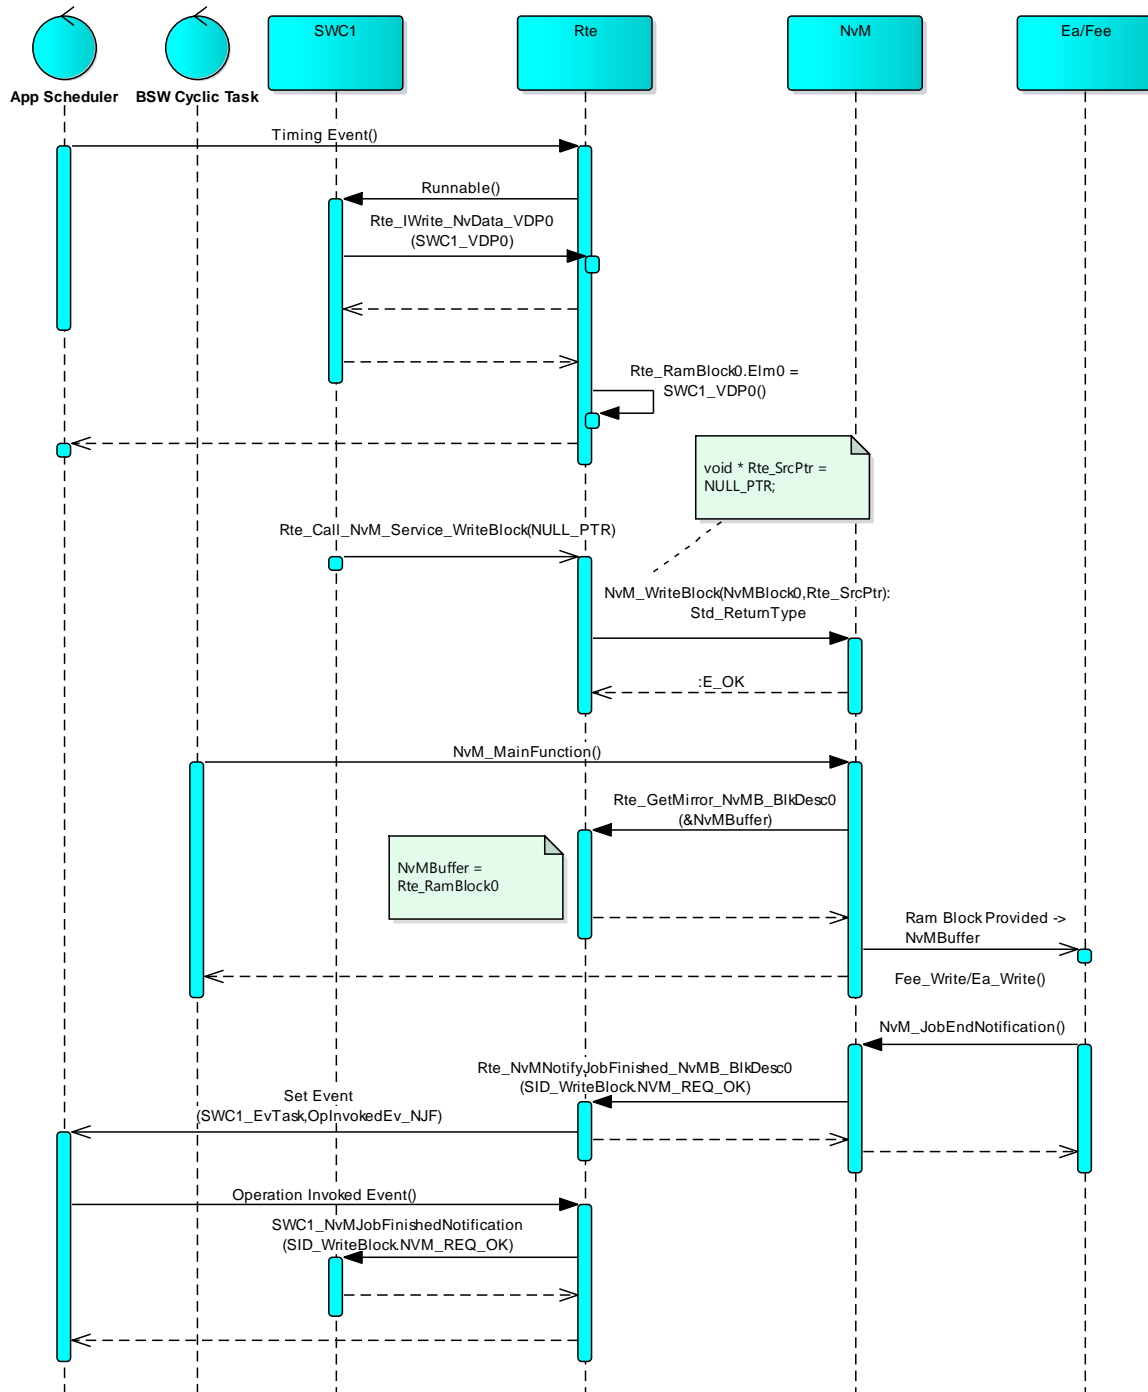 SWC1
Rte
NvM
Ea/Fee
App Scheduler
BSW Cyclic Task
Timing Event()
Runnable()
Rte_IWrite_NvData_VDP0
(SWC1_VDP0)
Rte_RamBlock0.Elm0 =
SWC1_VDP0()
void * Rte_SrcPtr =
NULL_PTR;
Rte_Call_NvM_Service_WriteBlock(NULL_PTR)
NvM_WriteBlock(NvMBlock0,Rte_SrcPtr):
Std_ReturnType
:E_OK
NvM_MainFunction()
Rte_GetMirror_NvMB_BlkDesc0
(&NvMBuffer)
NvMBuffer =
Rte_RamBlock0
Ram Block Provided ->
NvMBuffer
Fee_Write/Ea_Write()
NvM_JobEndNotification()
Rte_NvMNotifyJobFinished_NvMB_BlkDesc0
(SID_WriteBlock.NVM_REQ_OK)
Set Event
(SWC1_EvTask,OpInvokedEv_NJF)
Operation Invoked Event()
SWC1_NvMJobFinishedNotification
(SID_WriteBlock.NVM_REQ_OK)